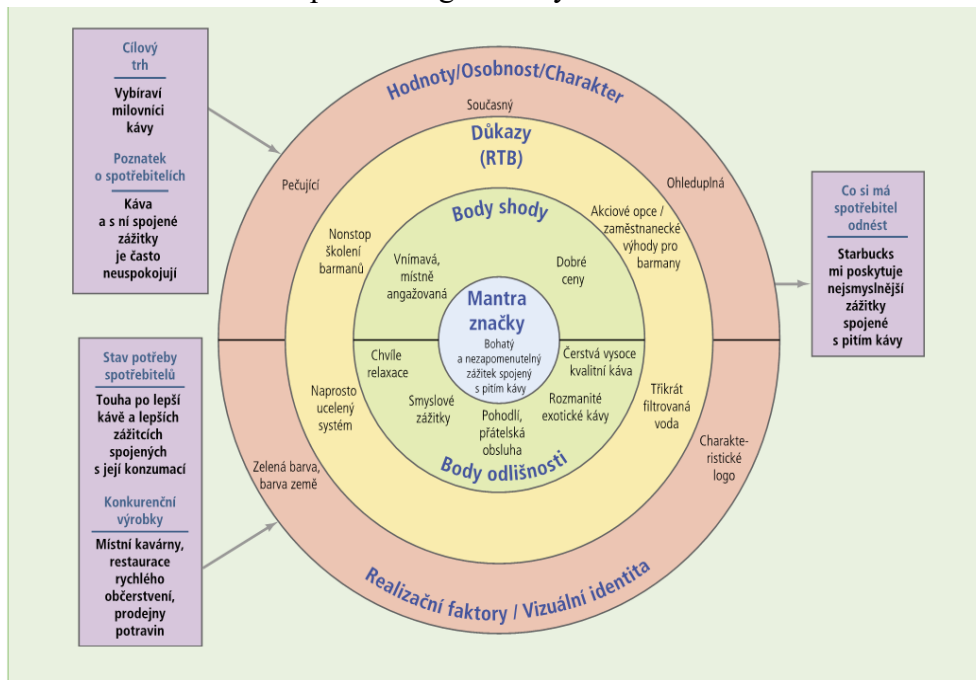 Cílový
trh
Vybíraví
milovníci
kávy
Poznatek
o spotřebitelích
Káva
a s ní spojené
zážitky
je často
neuspokojují
Stav potřeby
spotřebitelů
Touha po lepší
kávě a lepších
zážitcích
spojených
s její konzumací
Konkurenční
výrobky
Místní kavárny,
restaurace
rychlého
občerstvení,
prodejny
potravin
Hodnoty/Osobnost/Charakter
Současný
Pečující
Ohleduplná
Důkazy
(RTB)
Nonstop
školení
barmanů
Akciové opce /
zaměstnanecké
výhody pro
barmany
Body shody
Vnímavá,
místně
angažovaná
Dobré
ceny
Mantra
značky
Bohatý
a nezapomenutelný
zážitek spojený
s pitím kávy
Chvíle
relaxace
Smyslové
zážitky
Pohodlí,
přátelská
obsluha
Rozmanité
exotické kávy
Čerstvá vysoce
kvalitní káva
Body odlišnosti
Naprosto
ucelený
systém
Třikrát
filtrovaná
voda
Zelená barva,
barva země
Charakte-
ristické
logo
Realizační faktory / Vizuální identita
Co si má
spotřebitel
odnést
Starbucks
mi poskytuje
nejsmyslnější
zážitky
spojené
s pitím kávy